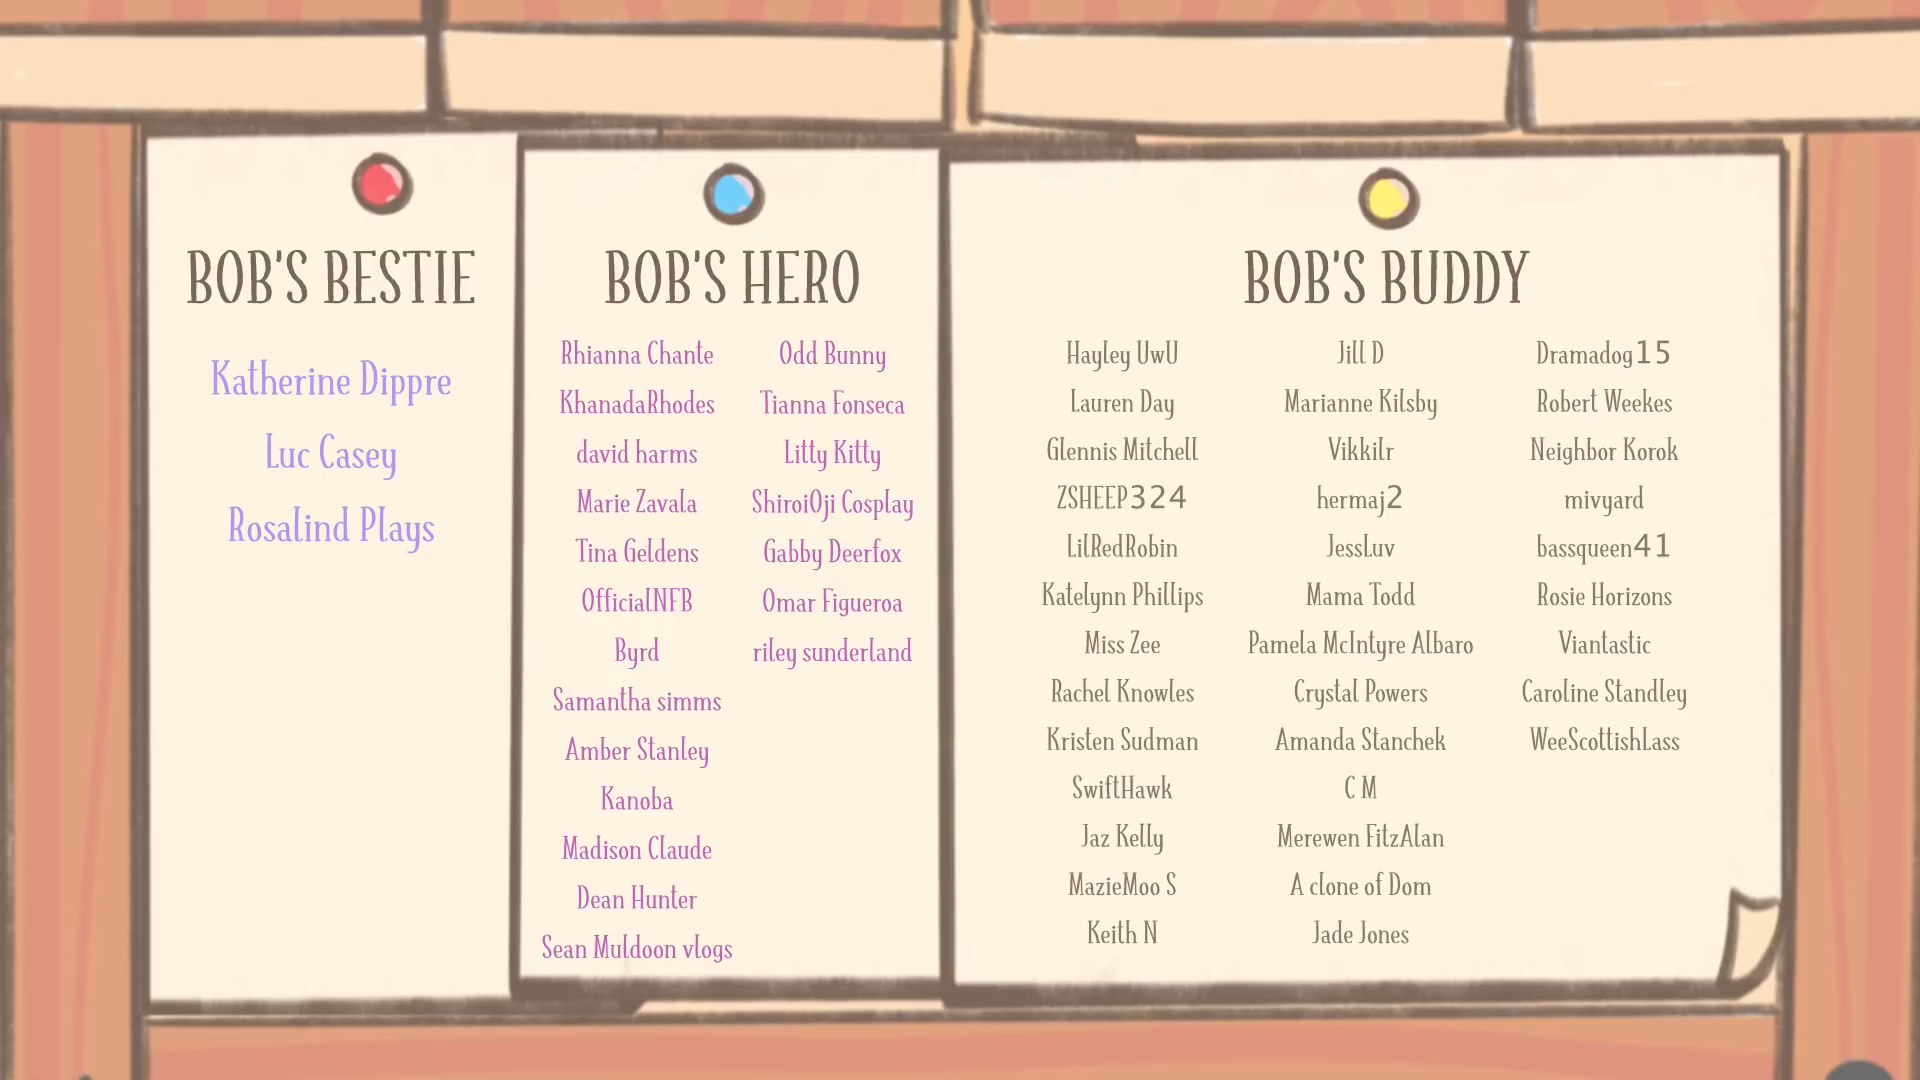 BOB'S BESTIE
Katherine Dippre
Luc Casey
Rosalind Plays
BOB'S HERO
Rhianna Chante
KhanadaRhodes
david harms
Marie Zavala
Tina Geldens
OfficialNFB
Byrd
Samantha simms
Amber Stanley
Kanoba
Madison Claude
Dean Hunter
Sean Muldoon vlogs
Odd Bunny
Tianna Fonseca
Litty Kitty
ShiroiOji Cosplay
Gabby Deerfox
Omar Figueroa
riley sunderland
BOB'S BUDDY
Hayley UwU
Lauren Day
Glennis Mitchell
ZSHEEP324
LilRedRobin
Katelynn Phillips
Miss Zee
Rachel Knowles
Kristen Sudman
SwiftHawk
Jaz Kelly
MazieMoo S
Keith N
Jill D
Marianne Kilsby
Vikkilr
hermaj2
JessLuv
Mama Todd
Pamela McIntyre Albaro
Crystal Powers
Amanda Stanchek
C M
Merewen FitzAlan
A clone of Dom
Jade Jones
Dramadog15
Robert Weekes
Neighbor Korok
mivyard
bassqueen41
Rosie Horizons
Viantastic
Caroline Standley
WeeScottishLass